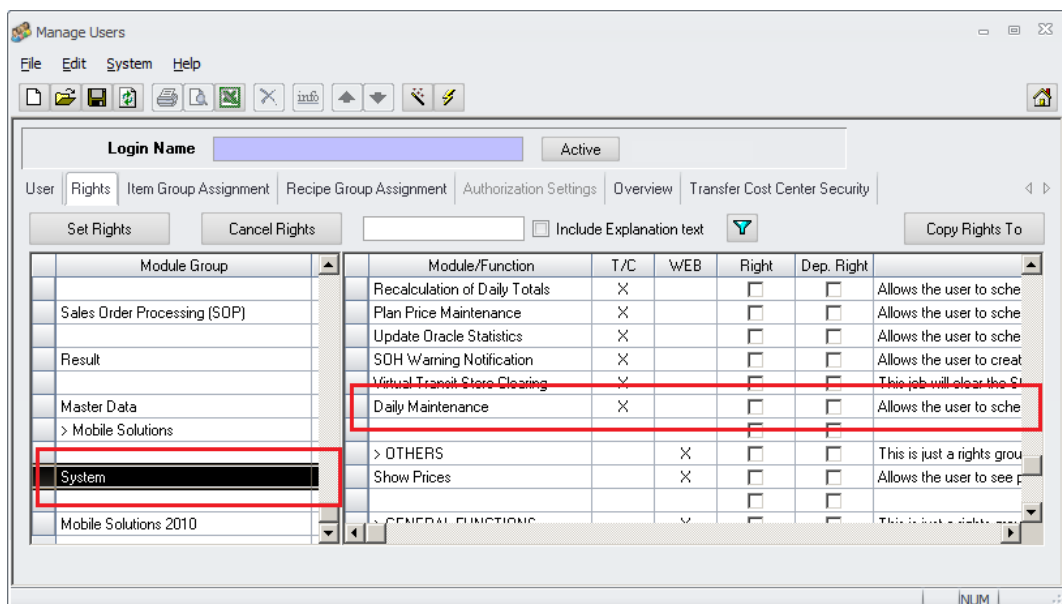 Manage Users
File Edit System Help
info
Login Name Active
User Rights Item Group Assignment Recipe Group Assignment Authorization Settings Overview Transfer Cost Center Security
Set Rights Cancel Rights Include Explanation text Copy Rights To
Module Group Module/Function T/C WEB Right Dep. Right
Recalculation of Daily Totals X Allows the user to sche
Sales Order Processing (SOP) Plan Price Maintenance X Allows the user to sche
Update Oracle Statistics X Allows the user to sche
Result SOH Warning Notification X Allows the user to creat
Virtual Transit Store Clearing X This job will clear the
Master Data Daily Maintenance X Allows the user to sche
> Mobile Solutions
> OTHERS X This is just a rights grou
System Show Prices X Allows the user to see
Mobile Solutions 2010 > GENERAL FUNCTIONS X This is just a rights
NUM